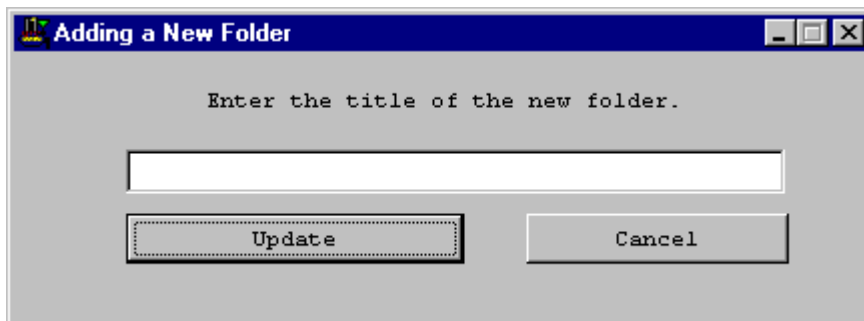 Adding a New Folder
Enter the title of the new folder.
Update
Cancel